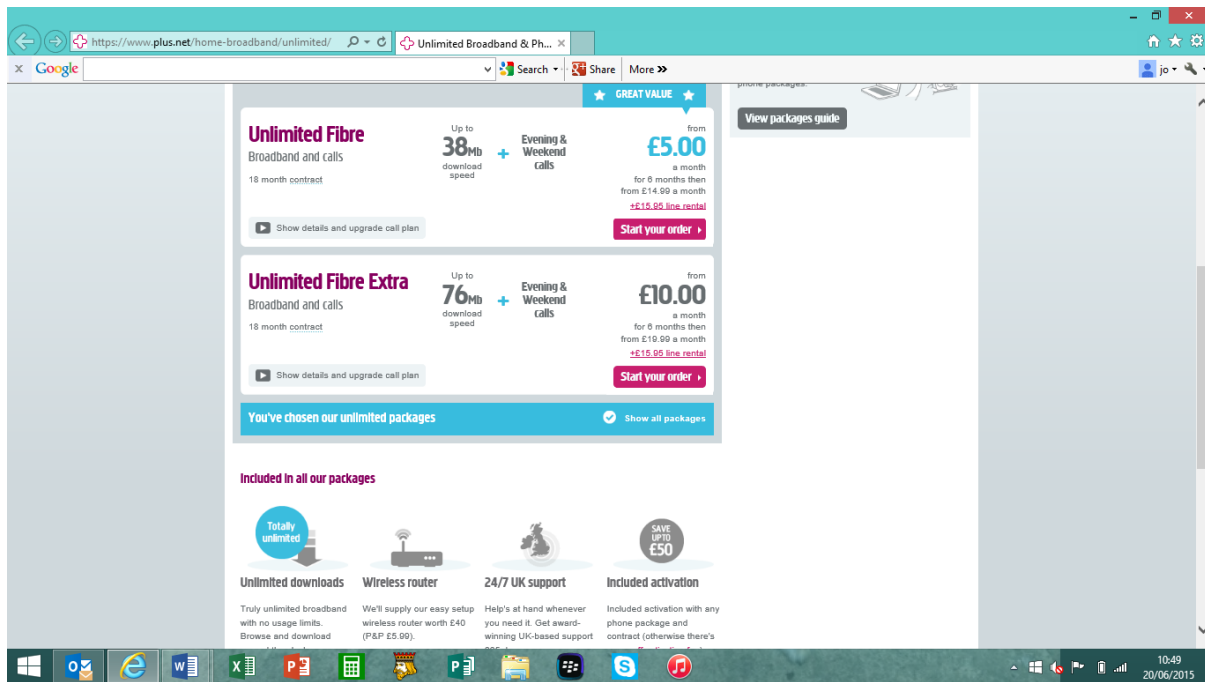 https://www.plus.net/home-broadband/unlimited/
Unlimited Broadband & Ph...
x Google
Search
Share
More »
jo
GREAT VALUE
phone packages.
View packages guide
Unlimited Fibre
Broadband and calls
18 month contract
Up to
38Mb
download
speed
+
Evening &
Weekend
calls
from
£5.00
a month
for 6 months then
from £14.99 a month
+£15.95 line rental
Show details and upgrade call plan
Start your order
Unlimited Fibre Extra
Broadband and calls
18 month contract
Up to
76Mb
download
speed
+
Evening &
Weekend
calls
from
£10.00
a month
for 6 months then
from £19.99 a month
+£15.95 line rental
Show details and upgrade call plan
Start your order
You've chosen our unlimited packages
Show all packages
Included in all our packages
Totally
unlimited
SAVE
UP TO
£50
Unlimited downloads
Truly unlimited broadband
with no usage limits.
Browse and download
Wireless router
We'll supply our easy setup
wireless router worth £40
(P&P £5.99).
24/7 UK support
Help's at hand whenever
you need it. Get award-
winning UK-based support
Included activation
Included activation with any
phone package and
contract (otherwise there's
10:49
20/06/2015